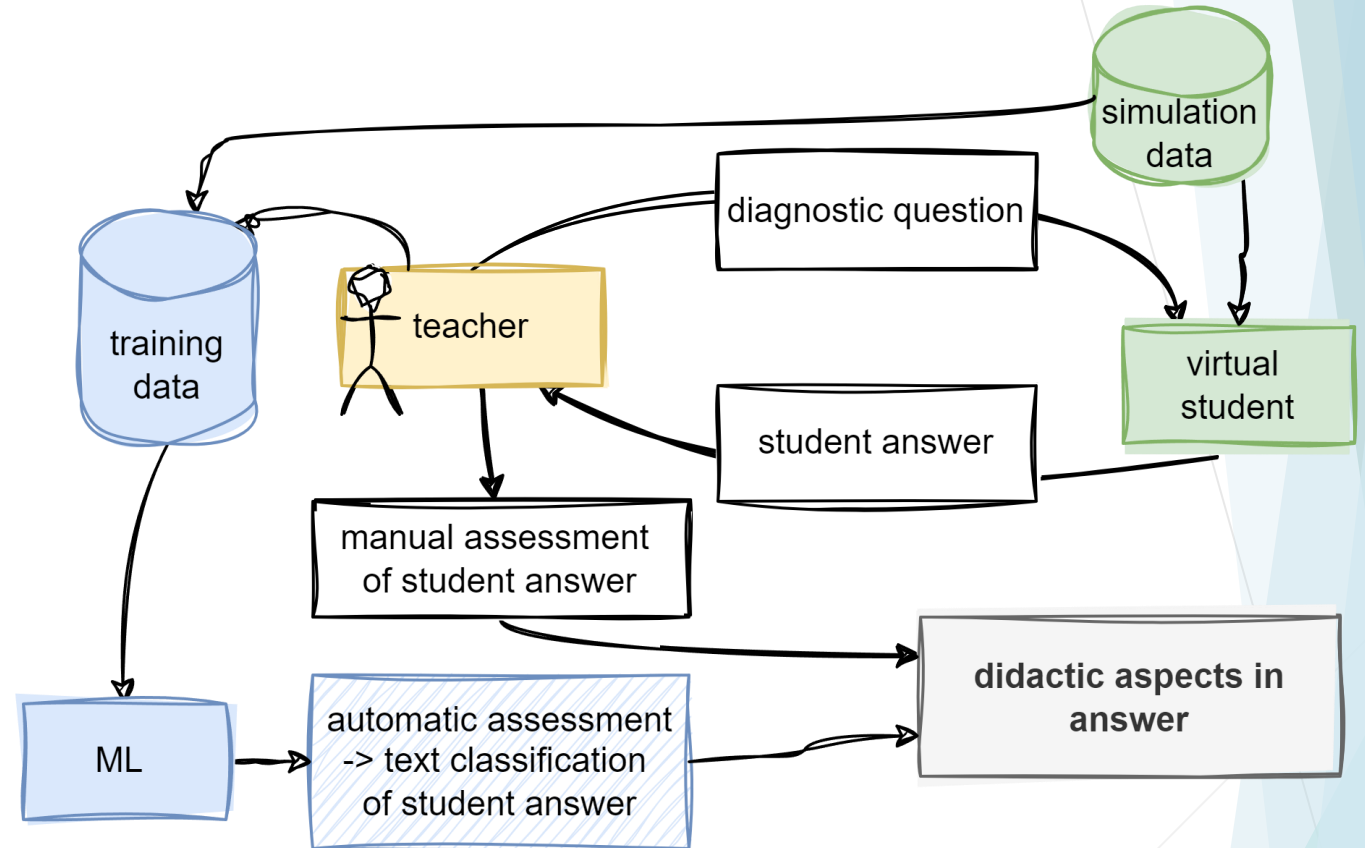 simulation
data
diagnostic question
training
data
teacher
virtual
student
student answer
manual assessment
of student answer
didactic aspects in
answer
ML
automatic assessment
-> text classification
of student answer